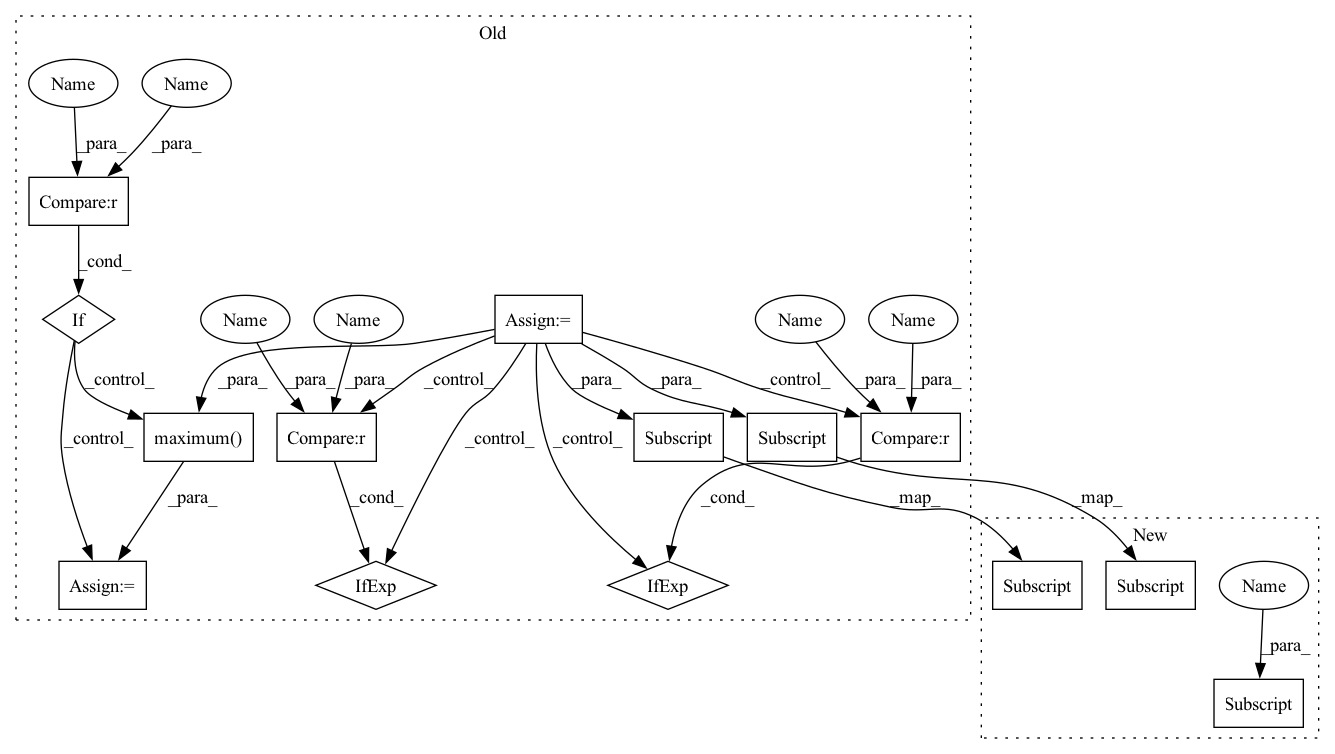 Old
Name
Name
_para_
_para_
Compare:r
_cond_
If
Name
Name
Assign:=
Name
Name
_control_
_para_
_para_
_para_
_control_
_para_
_para_
_control_
_para_
_para_
_control_
maximum()
Compare:r
_control_
_control_
Subscript
Subscript
Compare:r
_para_
_cond_
_cond_
_map_
_map_
New
Assign:=
IfExp
IfExp
Subscript
Subscript
Name
_para_
Subscript